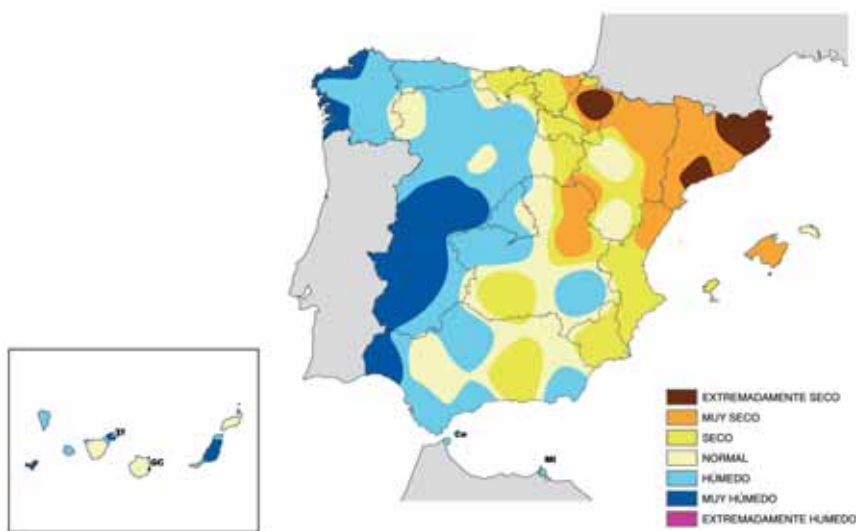 EXTREMADAMENTE SECO
MUY SECO
SECO
NORMAL
HÚMEDO
MUY HÚMEDO
EXTREMADAMENTE HUMEDO
Ce
Ml
Tf
GC